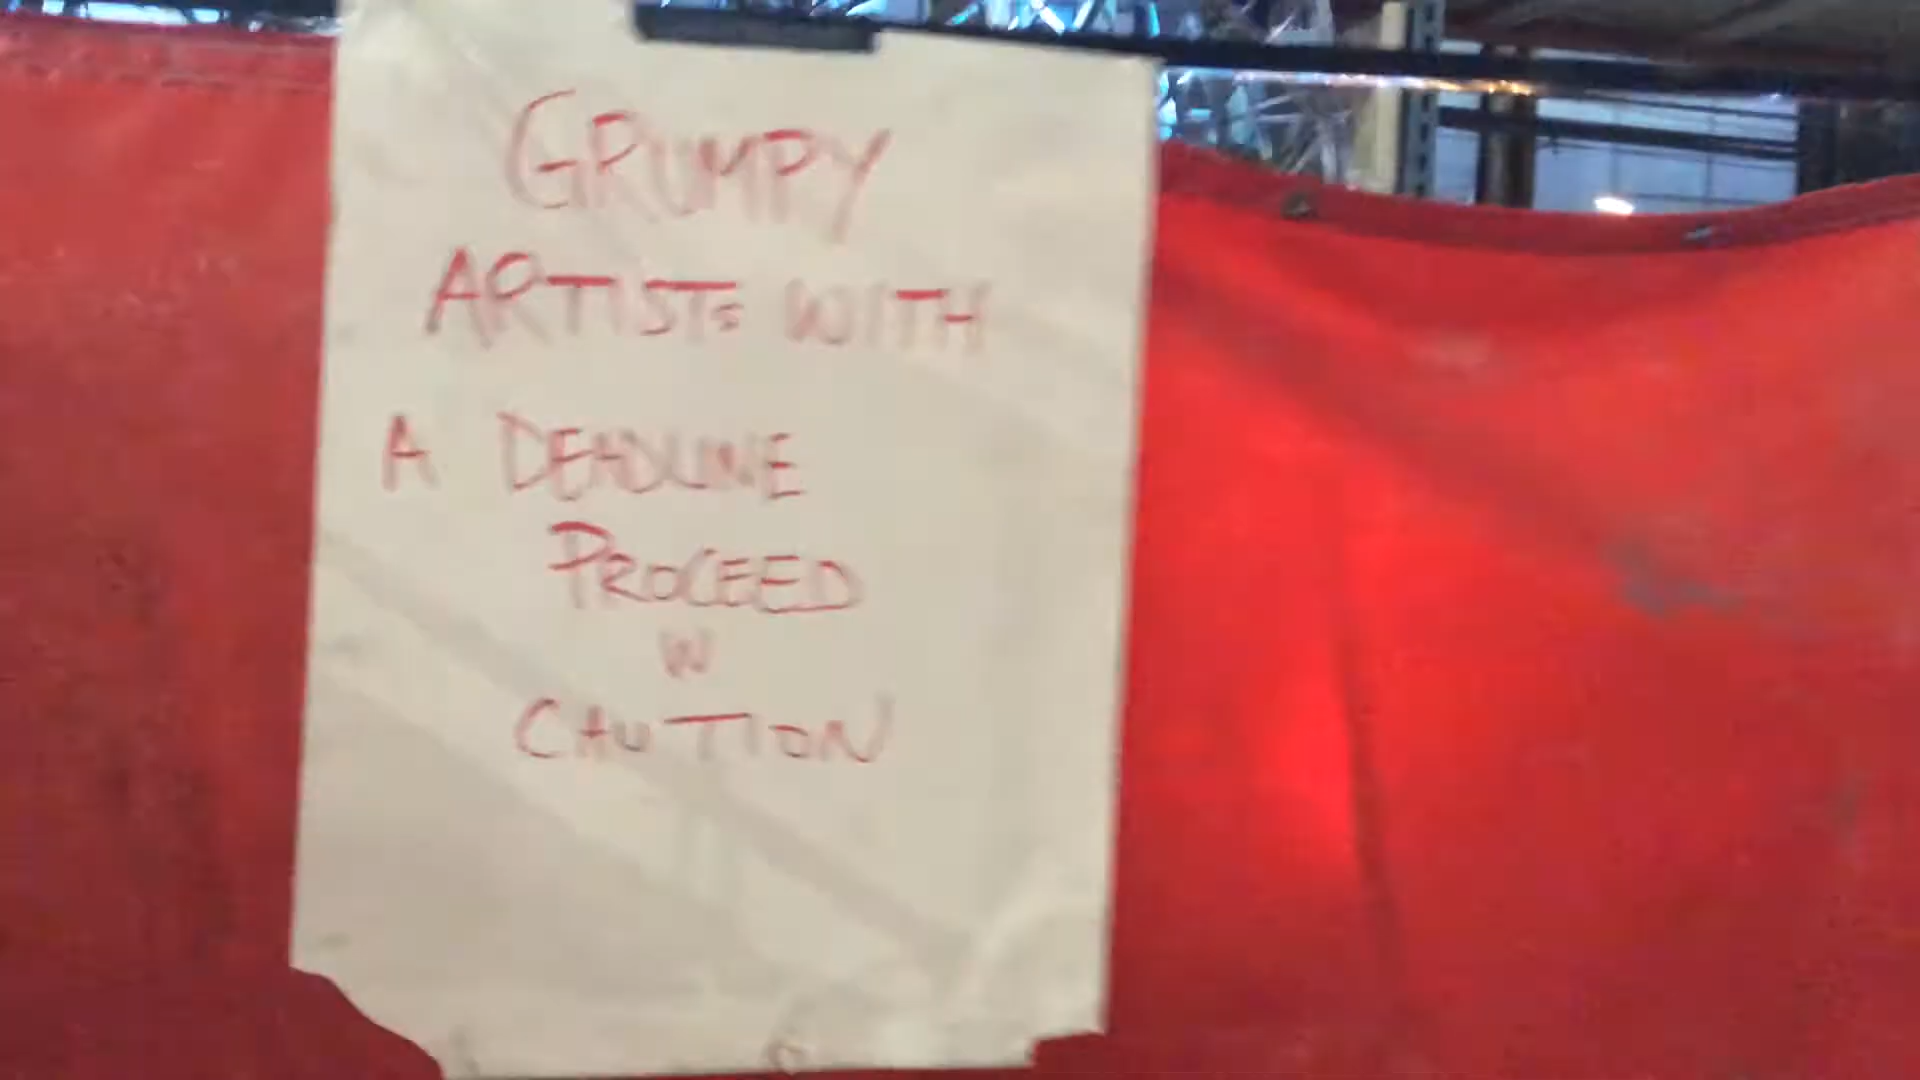 GRUMPY
ARTISTS WITH
A DEADLINE
PROCEED
W
CAUTION